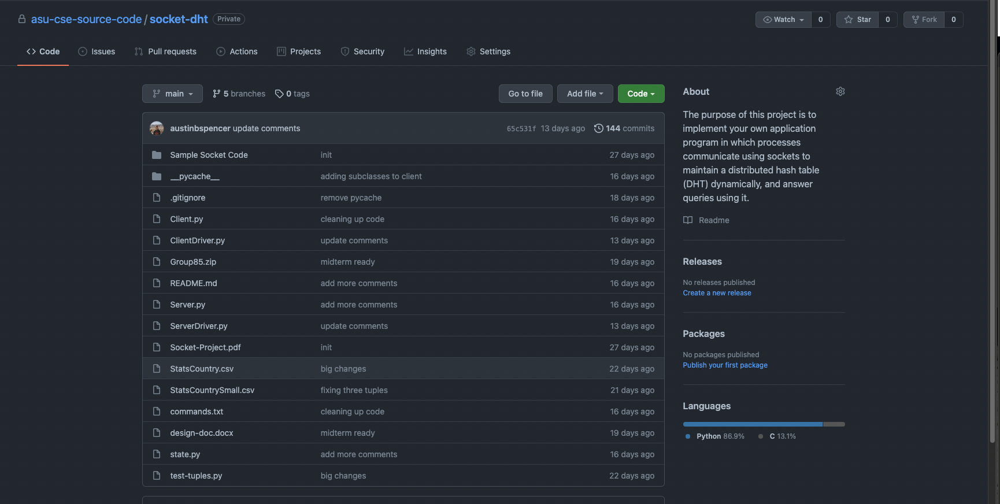 asu-cse-source-code / socket-dht Private
Watch 0 Star 0 Fork 0
Code Issues Pull requests Actions Projects Security Insights Settings
main 5 branches 0 tags Go to file Add file Code
austinbspencer update comments 65c531f 13 days ago 144 commits
Sample Socket Code init 27 days ago
__pycache__ adding subclasses to client 16 days ago
.gitignore remove pycache 18 days ago
Client.py cleaning up code 16 days ago
ClientDriver.py update comments 13 days ago
Group85.zip midterm ready 19 days ago
README.md add more comments 16 days ago
Server.py add more comments 16 days ago
ServerDriver.py update comments 13 days ago
Socket-Project.pdf init 27 days ago
StatsCountry.csv big changes 22 days ago
StatsCountrySmall.csv fixing three tuples 21 days ago
commands.txt cleaning up code 16 days ago
design-doc.docx midterm ready 19 days ago
state.py add more comments 16 days ago
test-tuples.py big changes 22 days ago
About
The purpose of this project is to
implement your own application
program in which processes
communicate using sockets to
maintain a distributed hash table
(DHT) dynamically, and answer
queries using it.
Readme
Releases
No releases published
Create a new release
Packages
No packages published
Publish your first package
Languages
Python 86.9% C 13.1%